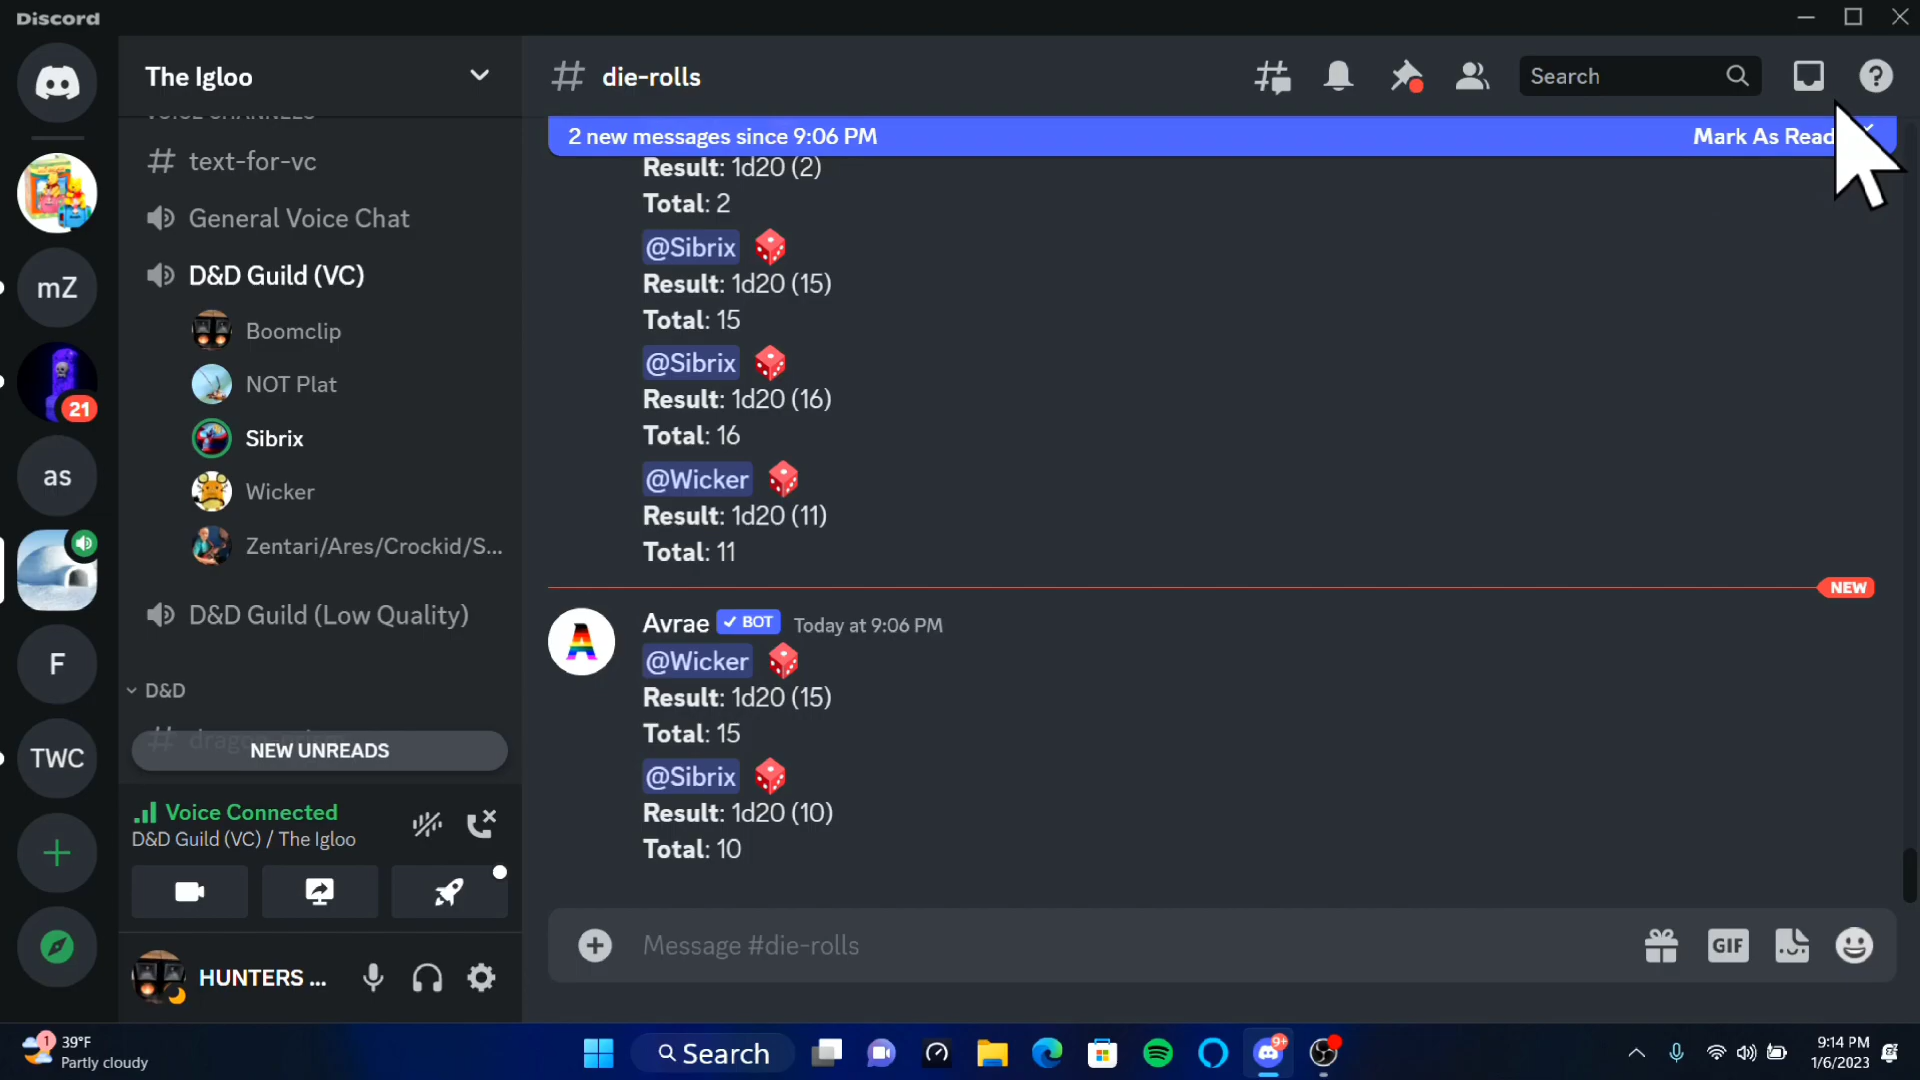 Discord
The Igloo
text-for-vc
General Voice Chat
D&D Guild (VC)
Boomclip
NOT Plat
Sibrix
Wicker
Zentari/Ares/Crockid/S...
D&D Guild (Low Quality)
D&D
NEW UNREADS
Voice Connected
D&D Guild (VC) / The Igloo
HUNTERS ...
mZ
21
as
F
TWC
die-rolls
Search
2 new messages since 9:06 PM
Mark As Read
Result: 1d20 (2)
Total: 2
@Sibrix
Result: 1d20 (15)
Total: 15
@Sibrix
Result: 1d20 (16)
Total: 16
@Wicker
Result: 1d20 (11)
Total: 11
NEW
A
Avrae ✓ BOT Today at 9:06 PM
@Wicker
Result: 1d20 (15)
Total: 15
@Sibrix
Result: 1d20 (10)
Total: 10
Message #die-rolls
GIF
1
39°F
Partly cloudy
Search
9+
9:14 PM
1/6/2023